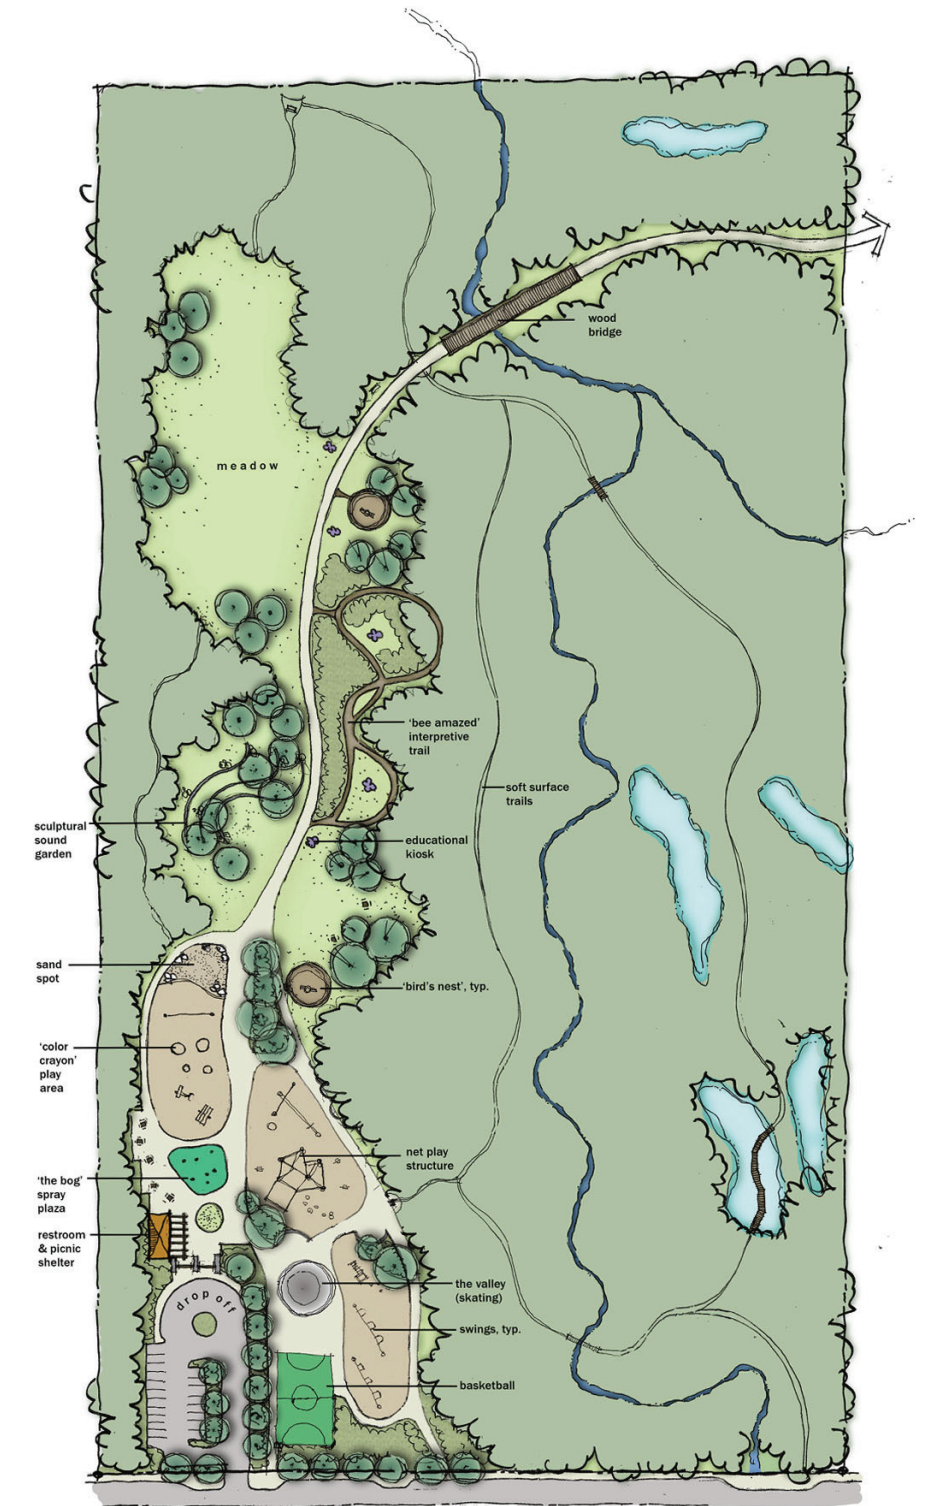 wood
bridge
meadow
'bee amazed'
interpretive
trail
soft surface
trails
sculptural
sound
garden
educational
kiosk
sand
spot
'bird's nest', typ.
'color
crayon'
play
area
net play
structure
'the bog'
spray
plaza
restroom
& picnic
shelter
drop off
the valley
(skating)
swings, typ.
basketball